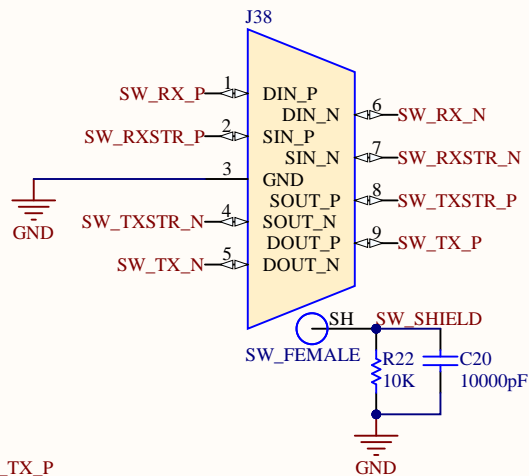 J38
SW_RX_P 1 DIN_P
DIN_N 6 SW_RX_N
SW_RXSTR_P 2 SIN_P
SIN_N 7 SW_RXSTR_N
3 GND
SOUT_P 8 SW_TXSTR_P
GND
SW_TXSTR_N 4 SOUT_N
DOUT_P 9 SW_TX_P
SW_TX_N 5 DOUT_N
SH SW_SHIELD
SW_FEMALE
R22 C20
10K 10000pF
_TX_P
GND